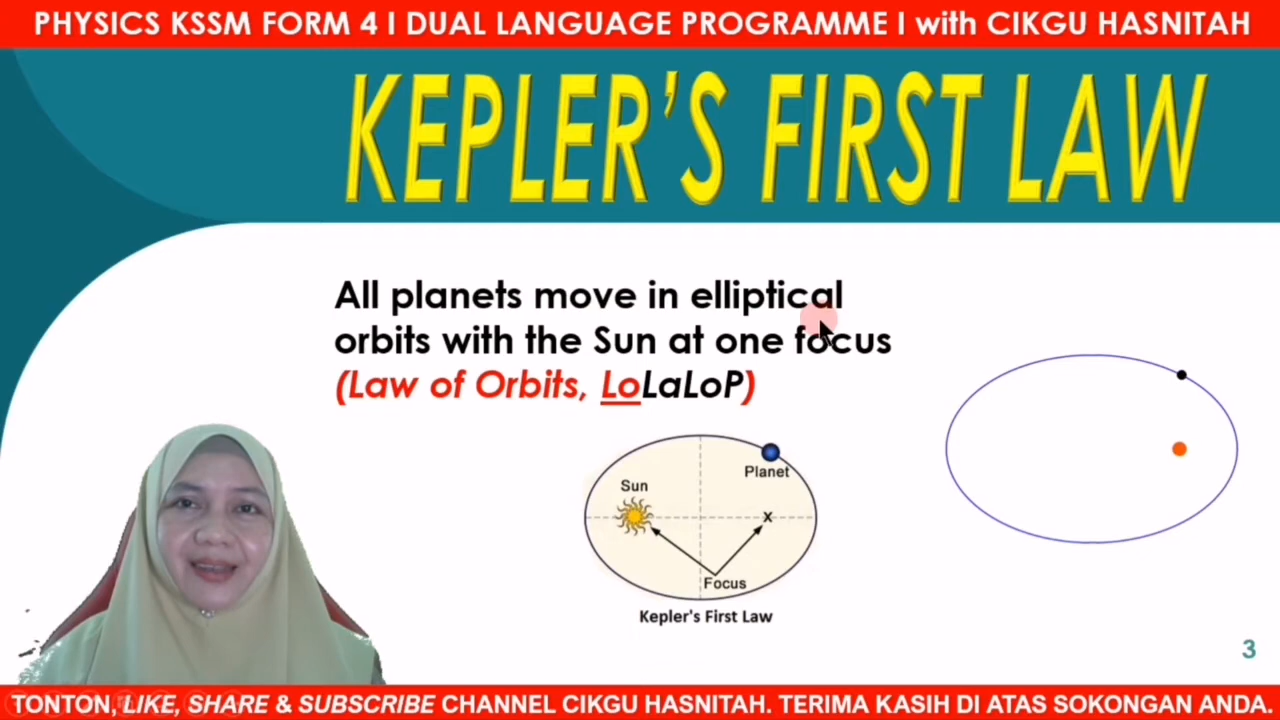 PHYSICS KSSM FORM 4 I DUAL LANGUAGE PROGRAMME I with CIKGU HASNITAH
KEPLER'S FIRST LAW
All planets move in elliptical
orbits with the Sun at one focus
(Law of Orbits, LoLaLoP)
Planet
Sun
X
Focus
Kepler's First Law
3
TONTON, LIKE, SHARE & SUBSCRIBE CHANNEL CIKGU HASNITAH. TERIMA KASIH DI ATAS SOKONGAN ANDA.